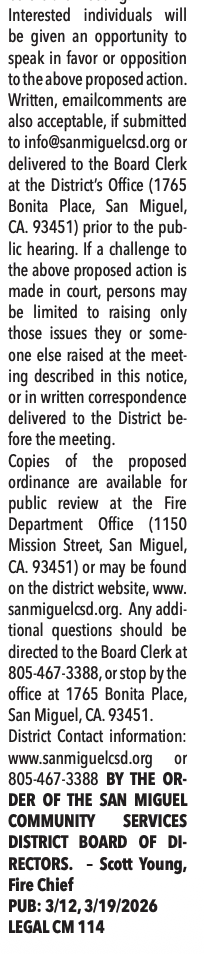 Interested individuals will
be given an opportunity to
speak in favor or opposition
to the above proposed action.
Written, emailcomments are
also acceptable, if submitted
to info@sanmiguelcsd.org or
delivered to the Board Clerk
at the District's Office (1765
Bonita Place, San Miguel,
CA. 93451) prior to the pub-
lic hearing. If a challenge to
the above proposed action is
made in court, persons may
be limited to raising only
those issues they or some-
one else raised at the meet-
ing described in this notice,
or in written correspondence
delivered to the District be-
fore the meeting.
Copies of the proposed
ordinance are available for
public review at the Fire
Department Office (1150
Mission Street, San Miguel,
CA. 93451) or may be found
on the district website, www.
sanmiguelcsd.org. Any addi-
tional questions should be
directed to the Board Clerk at
805-467-3388, or stop by the
office at 1765 Bonita Place,
San Miguel, CA. 93451.
District Contact information:
www.sanmiguelcsd.org or
805-467-3388 BY THE OR-
DER OF THE SAN MIGUEL
COMMUNITY SERVICES
DISTRICT BOARD OF DI-
RECTORS. – Scott Young,
Fire Chief
PUB: 3/12, 3/19/2026
LEGAL CM 114